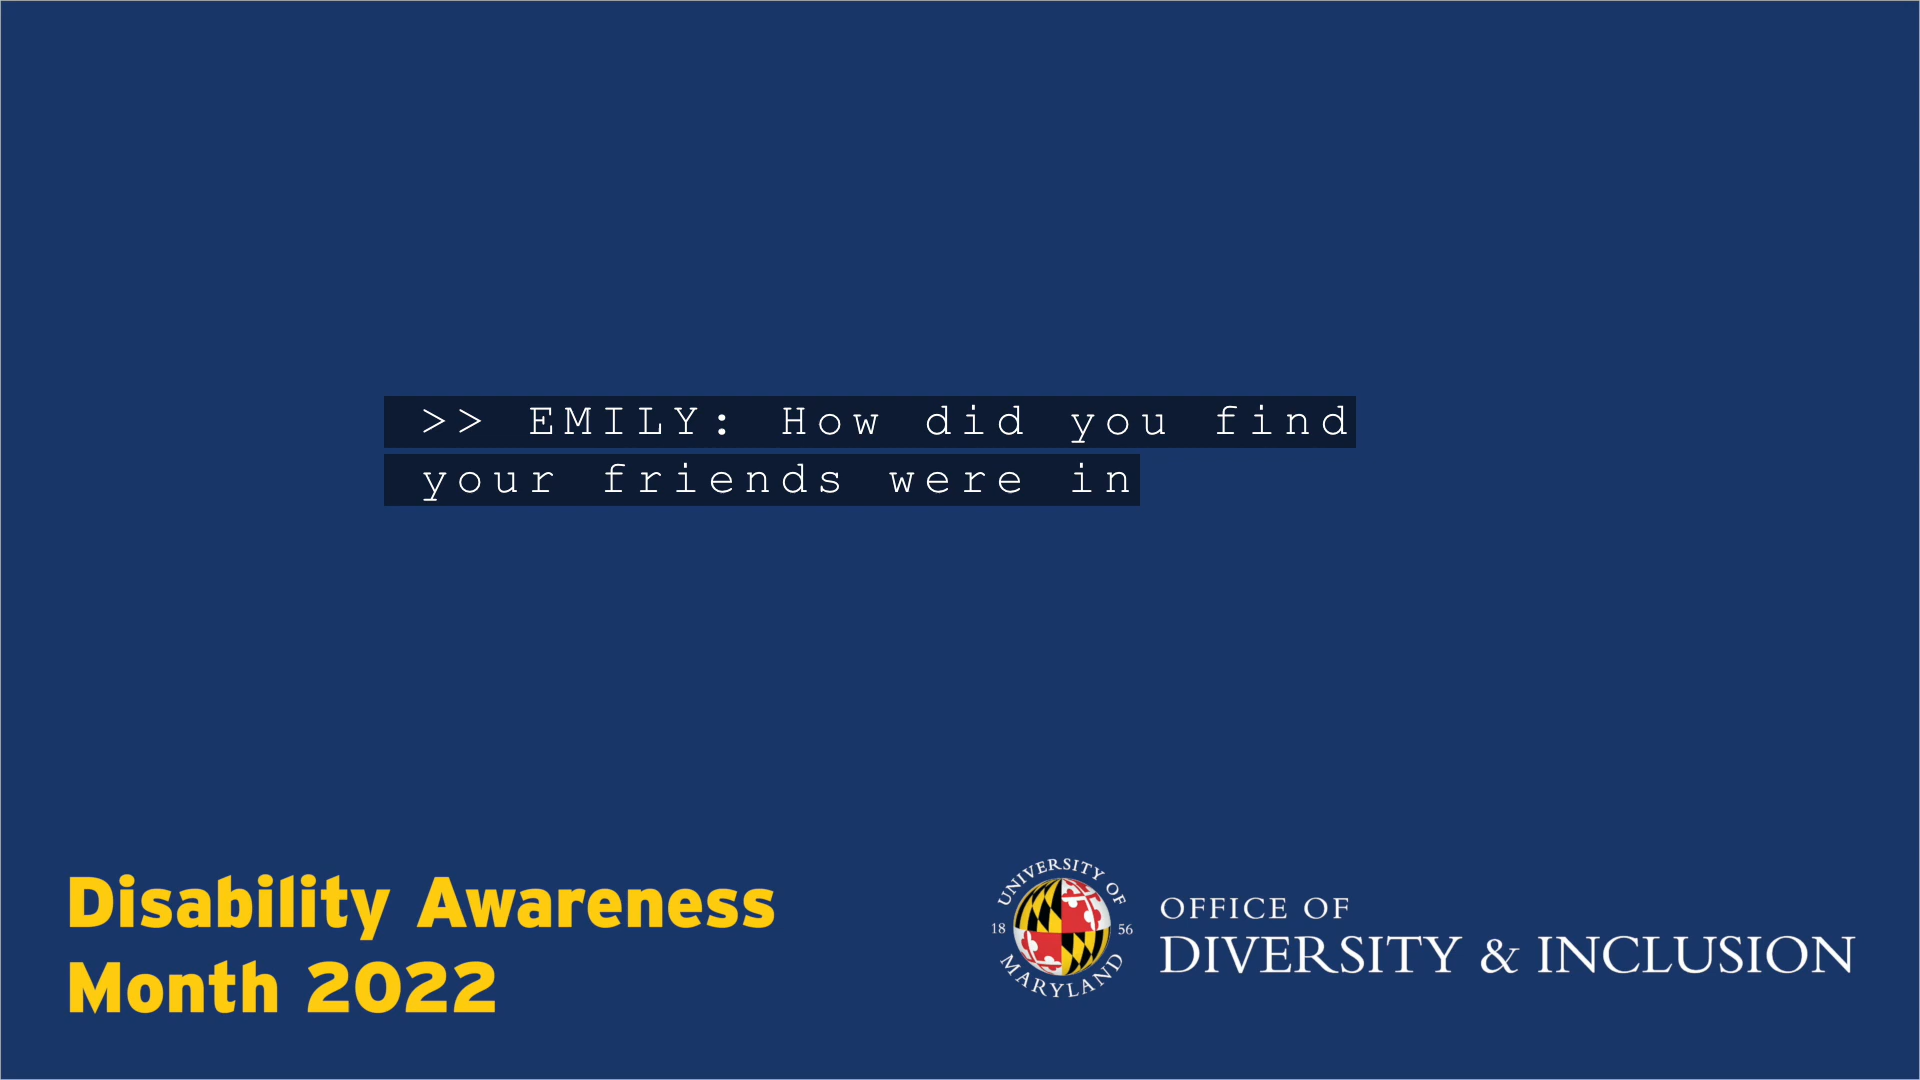 >> EMILY: How did you find
your friends were in
Disability Awareness
Month 2022
UNIVERSITY OF
18 56
MARYLAND
OFFICE OF
DIVERSITY & INCLUSION